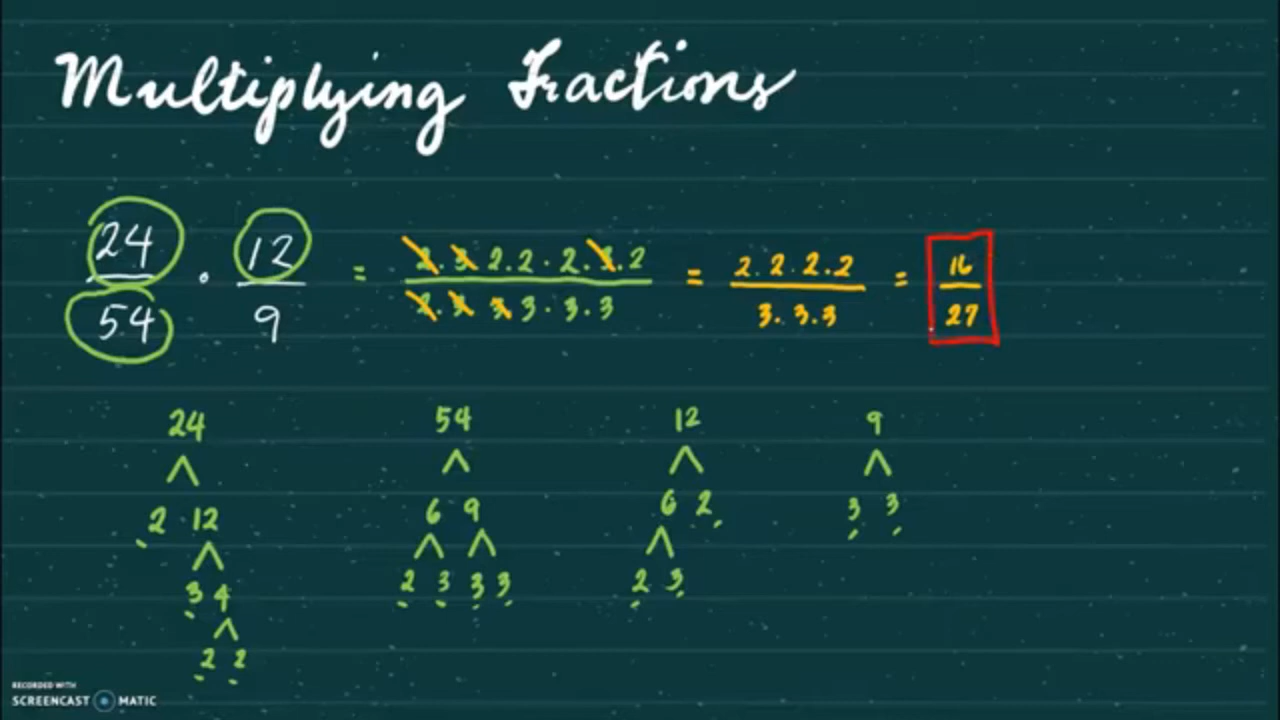 Multiplying Fractions
24/54 · 12/9 = 2.3 2.2.2.3.2/2.3.3 3.3.3 = 2.2.2.2/3.3.3 = 16/27
24 54 12 9
2 12 6 9 6 2 3 3
3 4 2 3 3 3 2 3
2 2
RECORDED WITH
SCREENCAST MATIC